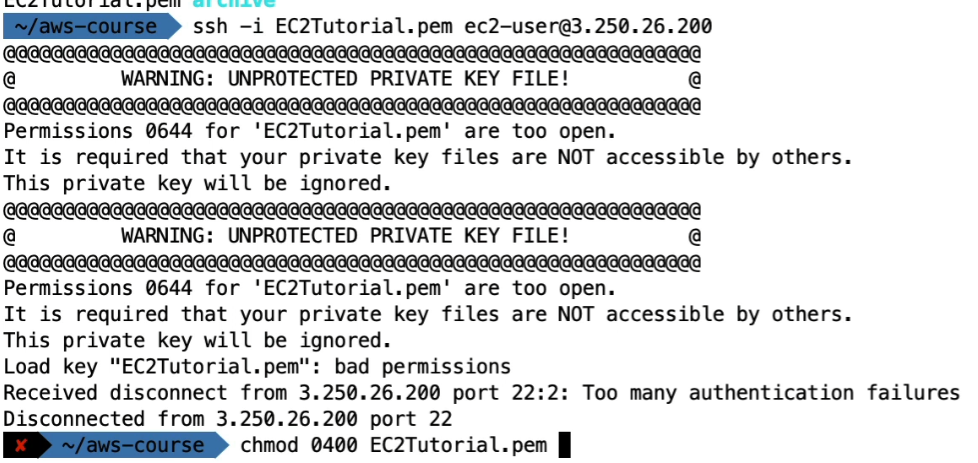 EC2Tutorial.pem archive
~/aws-course ssh -i EC2Tutorial.pem ec2-user@3.250.26.200
@@@@@@@@@@@@@@@@@@@@@@@@@@@@@@@@@@@@@@@@@@@@@@@@@@@@@@@@@@@
@         WARNING: UNPROTECTED PRIVATE KEY FILE!          @
@@@@@@@@@@@@@@@@@@@@@@@@@@@@@@@@@@@@@@@@@@@@@@@@@@@@@@@@@@@
Permissions 0644 for 'EC2Tutorial.pem' are too open.
It is required that your private key files are NOT accessible by others.
This private key will be ignored.
@@@@@@@@@@@@@@@@@@@@@@@@@@@@@@@@@@@@@@@@@@@@@@@@@@@@@@@@@@@
@         WARNING: UNPROTECTED PRIVATE KEY FILE!          @
@@@@@@@@@@@@@@@@@@@@@@@@@@@@@@@@@@@@@@@@@@@@@@@@@@@@@@@@@@@
Permissions 0644 for 'EC2Tutorial.pem' are too open.
It is required that your private key files are NOT accessible by others.
This private key will be ignored.
Load key "EC2Tutorial.pem": bad permissions
Received disconnect from 3.250.26.200 port 22:2: Too many authentication failures
Disconnected from 3.250.26.200 port 22
✘ ~/aws-course chmod 0400 EC2Tutorial.pem